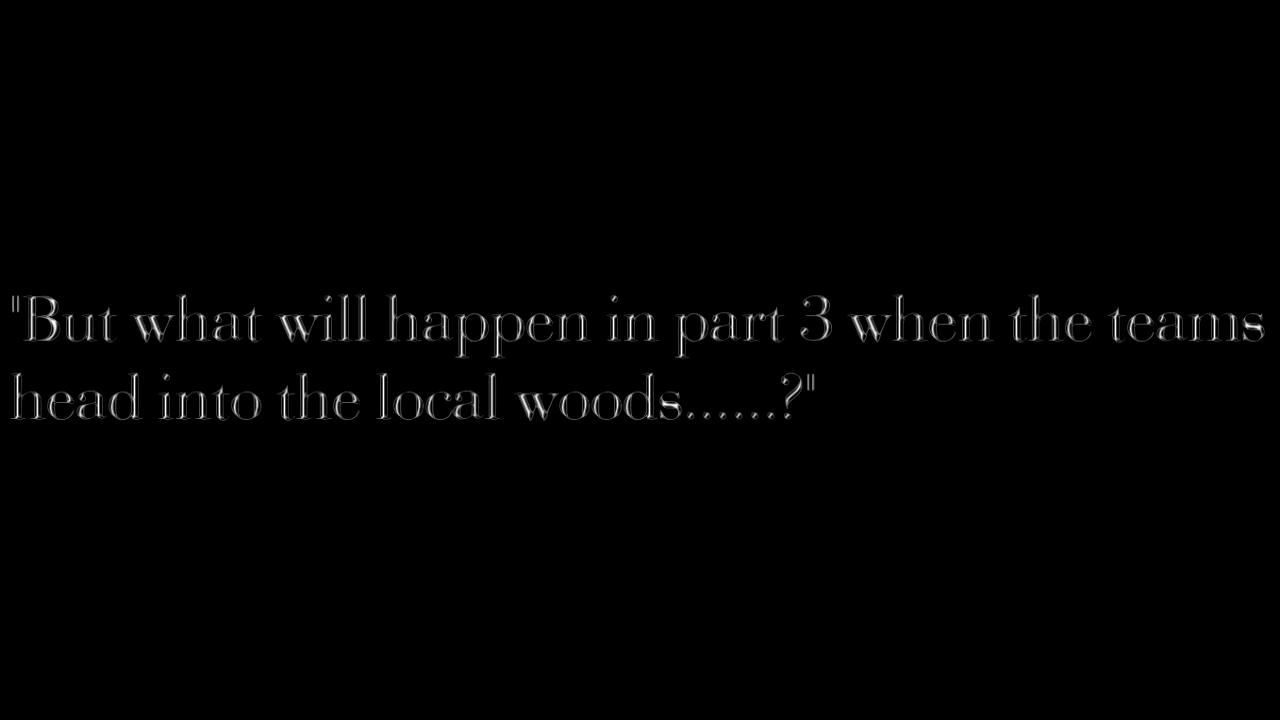 "But what will happen in part 3 when the teams
head into the local woods......?"